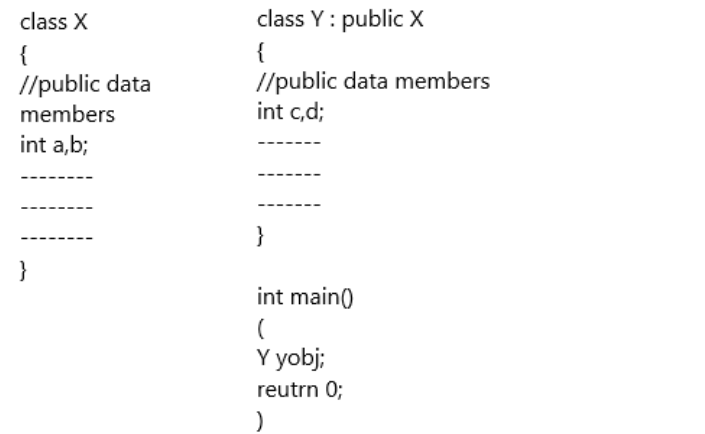 class X
{
//public data
members
int a,b;
--------
--------
--------
}
class Y : public X
{
//public data members
int c,d;
-------
-------
-------
}
int main()
(
Y yobj;
reutrn 0;
)